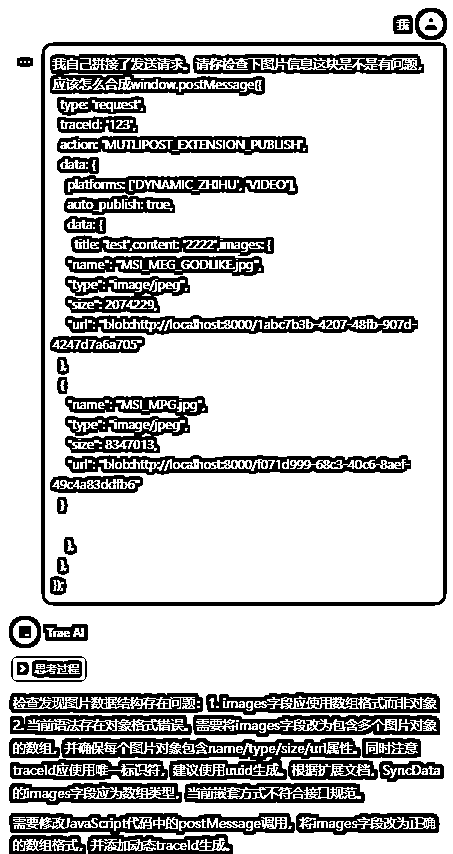 我
我自己拼接了发送请求，请你检查下图片信息这块是不是有问题，
应该怎么合成window.postMessage({
type: "request",
traceId: "123",
action: "MUTLIPOST_EXTENSION_PUBLISH",
data: {
platforms: ["DYNAMIC_ZHIHU", "VIDEO"],
auto_publish: true,
data: {
title: "test",content: "2222",images: {
"name": "MSI_MEG_GODLIKE.jpg",
"type": "image/jpeg",
"size": 2074229,
"url": "blob:http://localhost:8000/1abc7b3b-4207-48fb-907d-
4247d7a6a705"
},
{
"name": "MSI_MPG.jpg",
"type": "image/jpeg",
"size": 8347013,
"url": "blob:http://localhost:8000/f071d999-68c3-40c6-8aef-
49c4a83ddfb6"
}
},
},
});
Trae AI
思考过程
检查发现图片数据结构存在问题：1. images字段应使用数组格式而非对象
2.当前语法存在对象格式错误。需要将images字段改为包含多个图片对象
的数组，并确保每个图片对象包含name/type/size/url属性。同时注意
traceId应使用唯一标识符，建议使用uuid生成。根据扩展文档，SyncData
的images字段应为数组类型，当前嵌套方式不符合接口规范。
需要修改JavaScript代码中的postMessage调用，将images字段改为正确
的数组格式，并添加动态traceId生成。